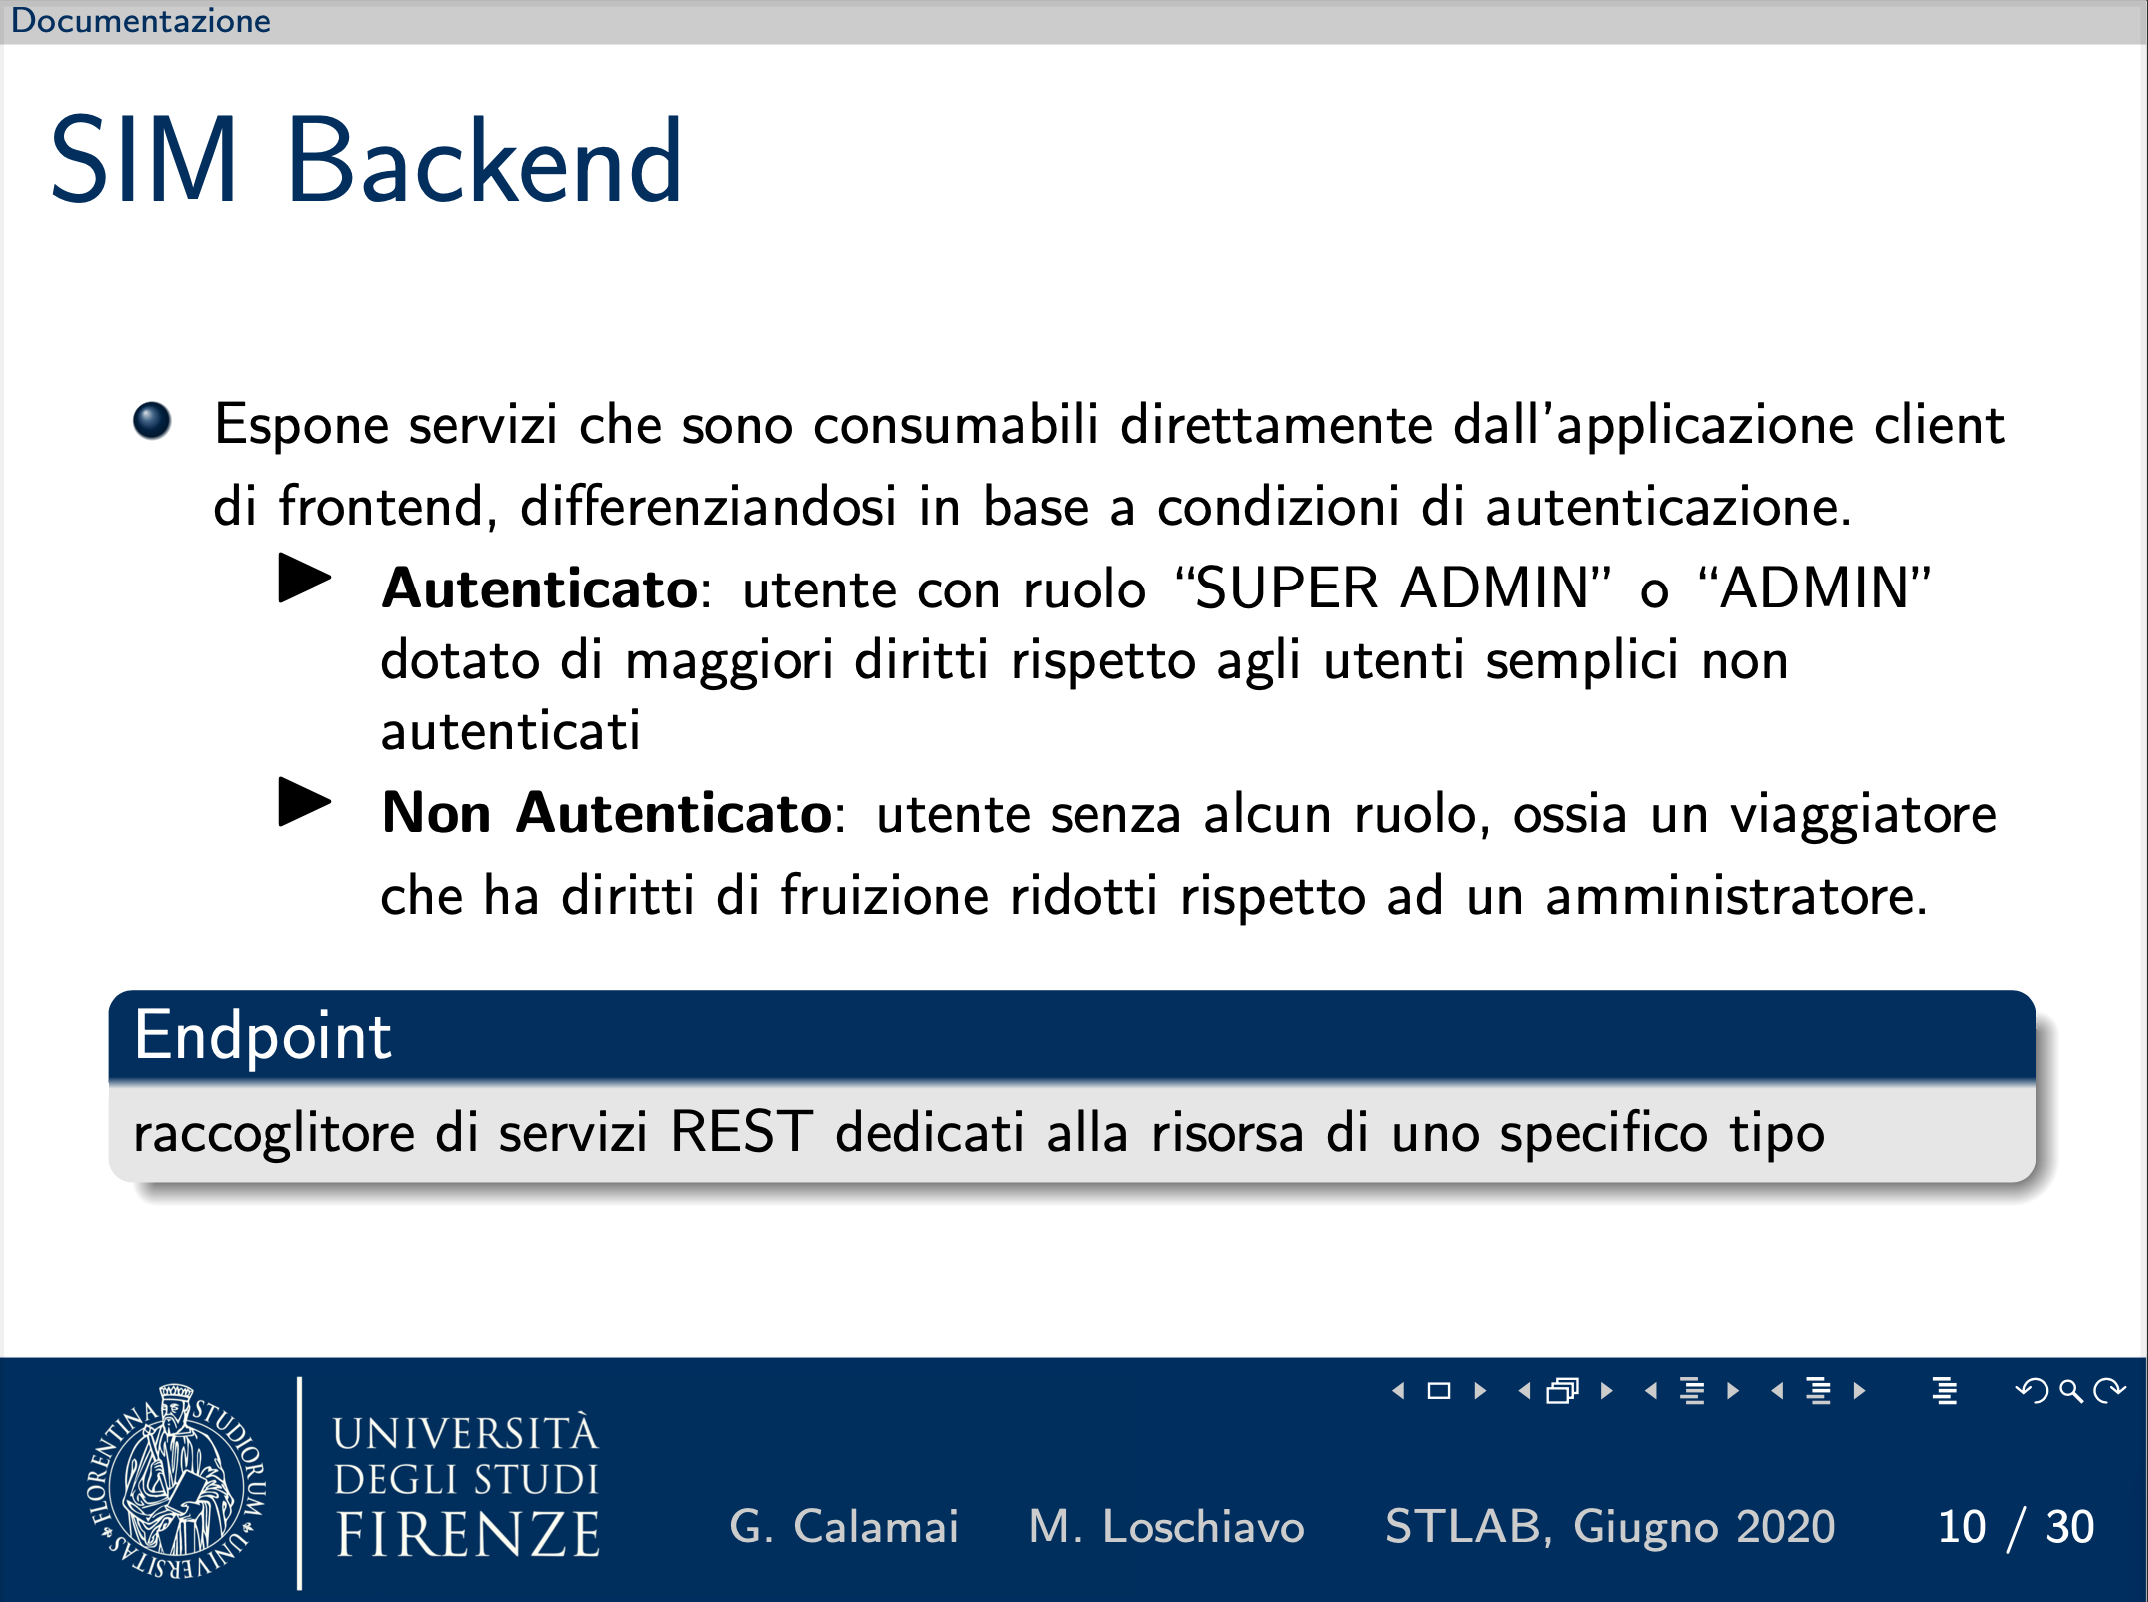 Documentazione
SIM Backend
Espone servizi che sono consumabili direttamente dall’applicazione client
di frontend, differenziandosi in base a condizioni di autenticazione.
Autenticato: utente con ruolo “SUPER ADMIN” o “ADMIN”
dotato di maggiori diritti rispetto agli utenti semplici non
autenticati
Non Autenticato: utente senza alcun ruolo, ossia un viaggiatore
che ha diritti di fruizione ridotti rispetto ad un amministratore.
Endpoint
raccoglitore di servizi REST dedicati alla risorsa di uno specifico tipo
FLORENTINA STUDIORUM UNIVERSITAS
UNIVERSITÀ
DEGLI STUDI
FIRENZE
G. Calamai M. Loschiavo STLAB, Giugno 2020 10 / 30